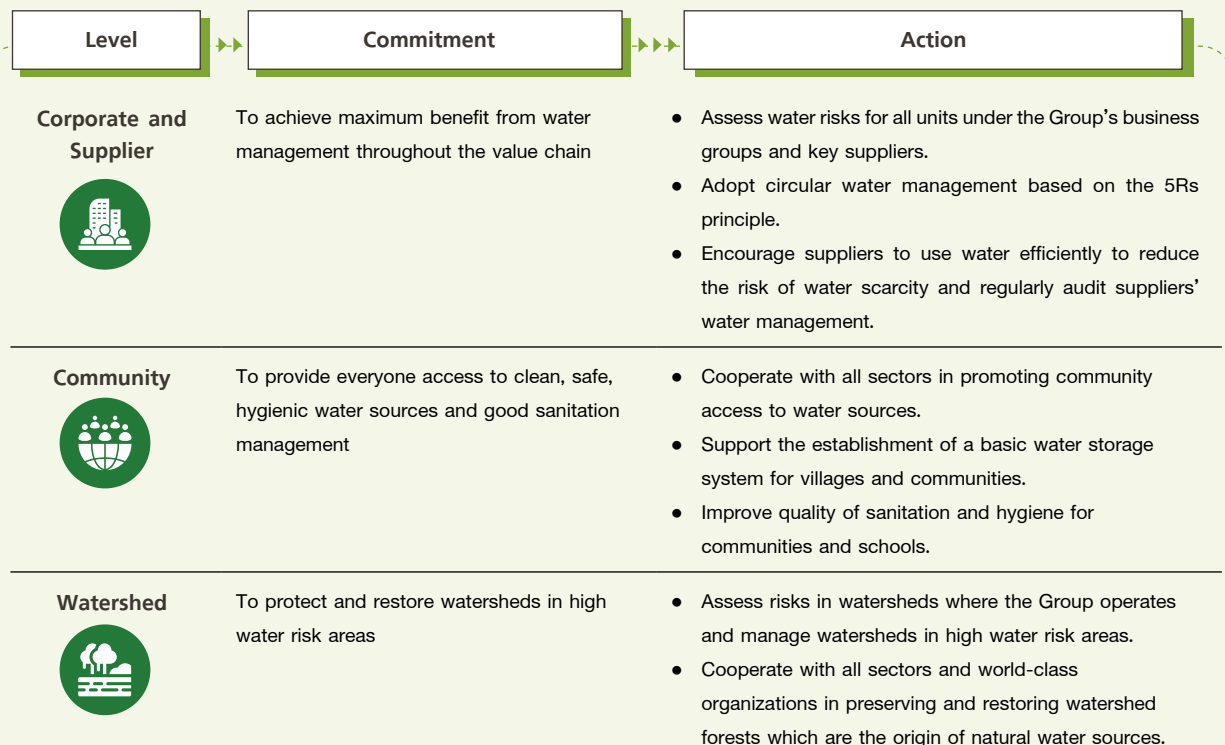 Level
Commitment
Action
Corporate and
Supplier
To achieve maximum benefit from water
management throughout the value chain
● Assess water risks for all units under the Group’s business
groups and key suppliers.
● Adopt circular water management based on the 5Rs
principle.
● Encourage suppliers to use water efficiently to reduce
the risk of water scarcity and regularly audit suppliers’
water management.
Community
To provide everyone access to clean, safe,
hygienic water sources and good sanitation
management
● Cooperate with all sectors in promoting community
access to water sources.
● Support the establishment of a basic water storage
system for villages and communities.
● Improve quality of sanitation and hygiene for
communities and schools.
Watershed
To protect and restore watersheds in high
water risk areas
● Assess risks in watersheds where the Group operates
and manage watersheds in high water risk areas.
● Cooperate with all sectors and world-class
organizations in preserving and restoring watershed
forests which are the origin of natural water sources.